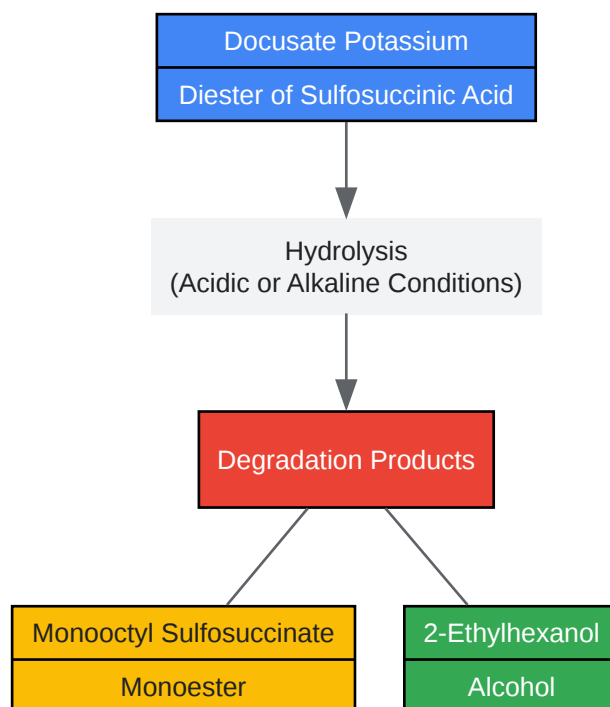 Docusate Potassium
Diester of Sulfosuccinic Acid
Hydrolysis
(Acidic or Alkaline Conditions)
Degradation Products
Monooctyl Sulfosuccinate
2-Ethylhexanol
Monoester
Alcohol